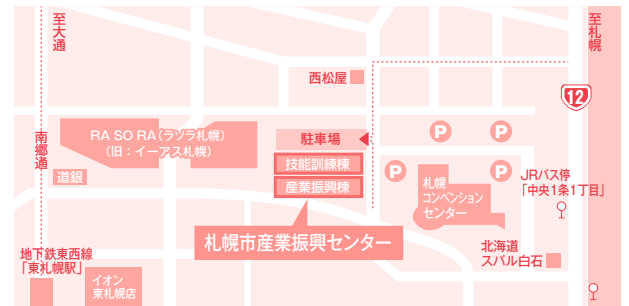 至大通
至札幌
西松屋
12
RA SO RA(ラソラ札幌)
(旧：イーアス札幌)
駐車場
P
P
南郷通
道銀
技能訓練棟
産業振興棟
P
P
札幌
コンベンション
センター
JRバス停
「中央1条1丁目」
札幌市産業振興センター
地下鉄東西線
「東札幌駅」
イオン
東札幌店
北海道
スバル白石